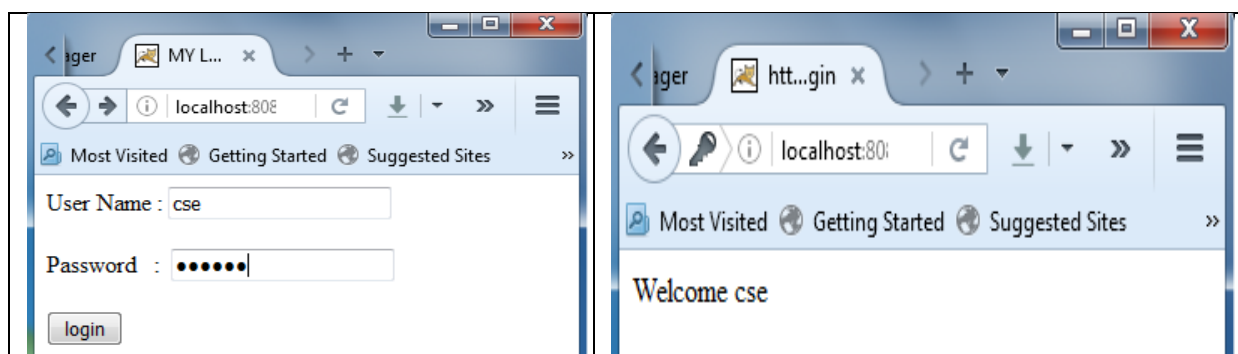 ager MY L...
localhost:808
Most Visited Getting Started Suggested Sites »
User Name : cse
Password : ●●●●●●
login
ager htt...gin
localhost:80
Most Visited Getting Started Suggested Sites »
Welcome cse